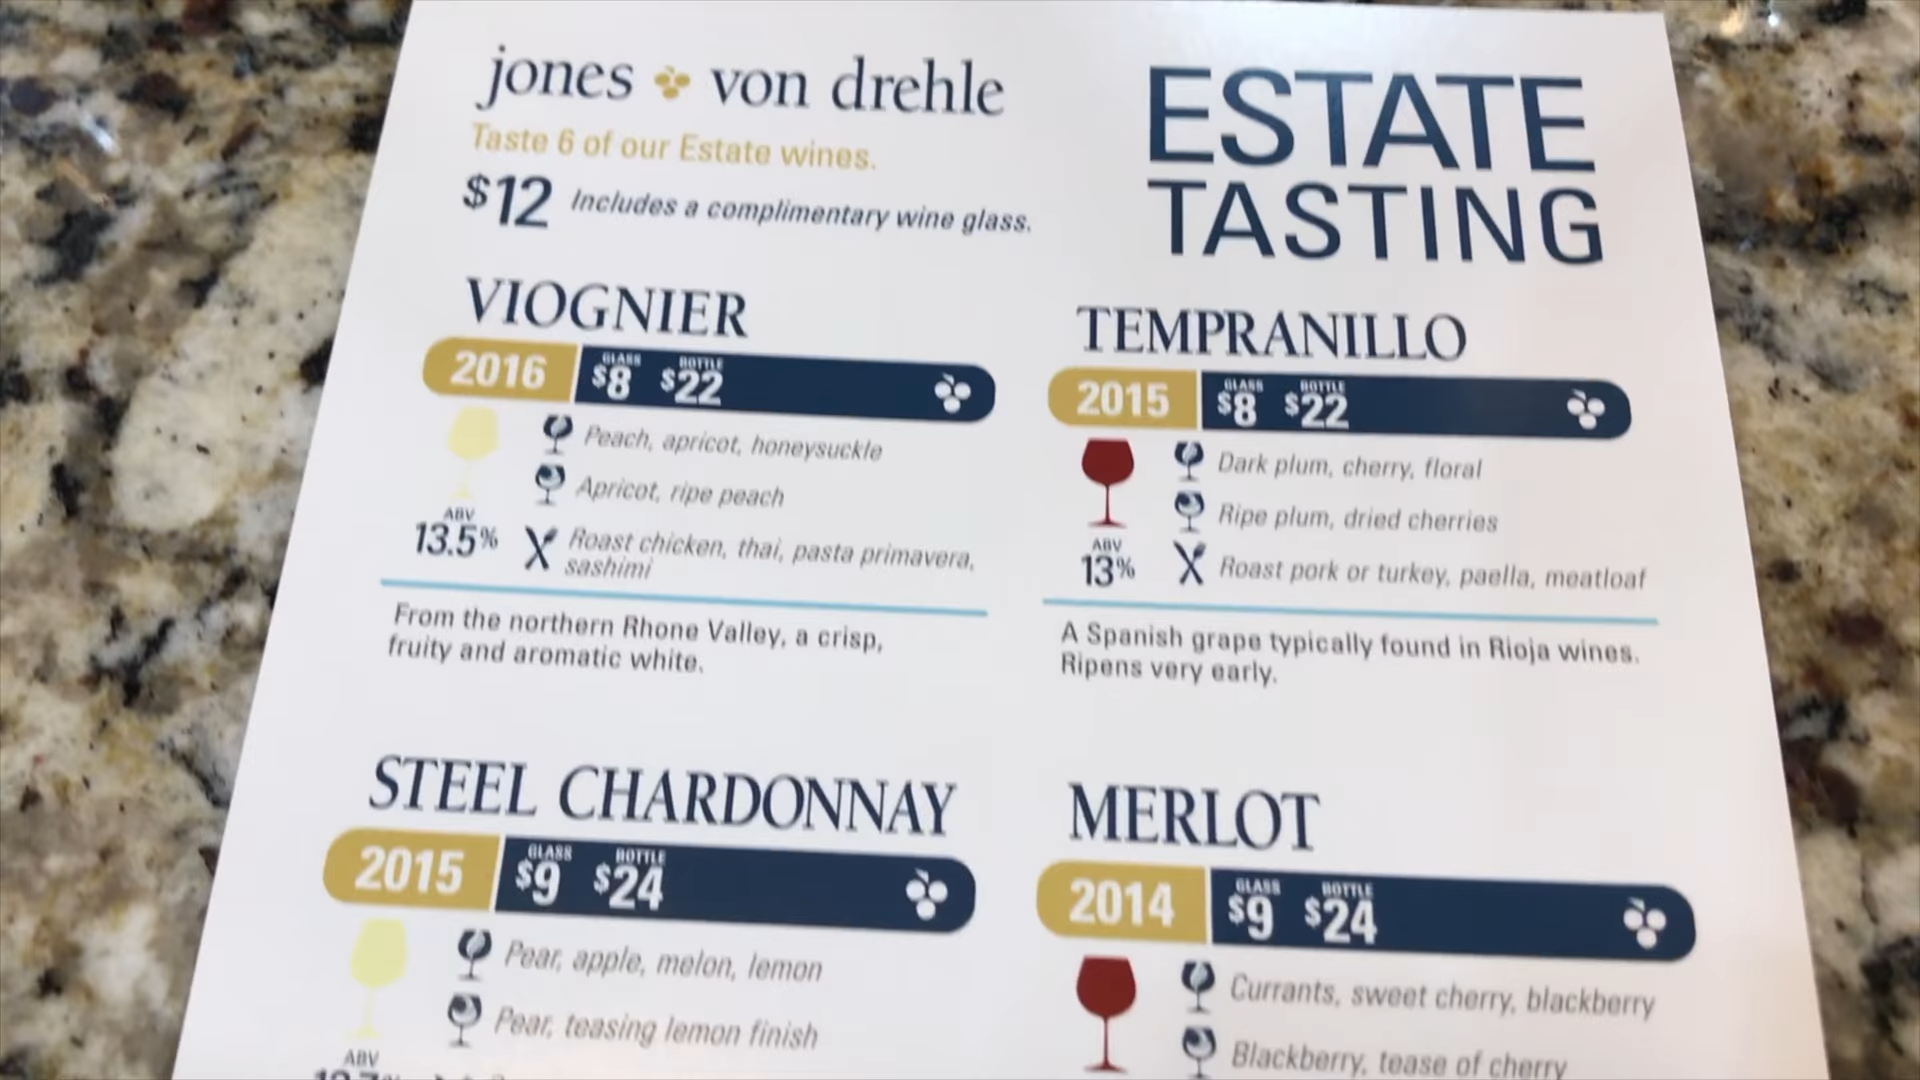 jones von drehle
Taste 6 of our Estate wines.
$12 Includes a complimentary wine glass.
ESTATE
TASTING
VIOGNIER
2016 GLASS $8 BOTTLE $22
Peach, apricot, honeysuckle
Apricot, ripe peach
ABV
13.5%
Roast chicken, thai, pasta primavera,
sashimi
From the northern Rhone Valley, a crisp,
fruity and aromatic white.
TEMPRANILLO
2015 GLASS $8 BOTTLE $22
Dark plum, cherry, floral
Ripe plum, dried cherries
ABV
13%
Roast pork or turkey, paella, meatloaf
A Spanish grape typically found in Rioja wines.
Ripens very early.
STEEL CHARDONNAY
2015 GLASS $9 BOTTLE $24
Pear, apple, melon, lemon
Pear, teasing lemon finish
ABV
MERLOT
2014 GLASS $9 BOTTLE $24
Currants, sweet cherry, blackberry
Blackberry, tease of cherry